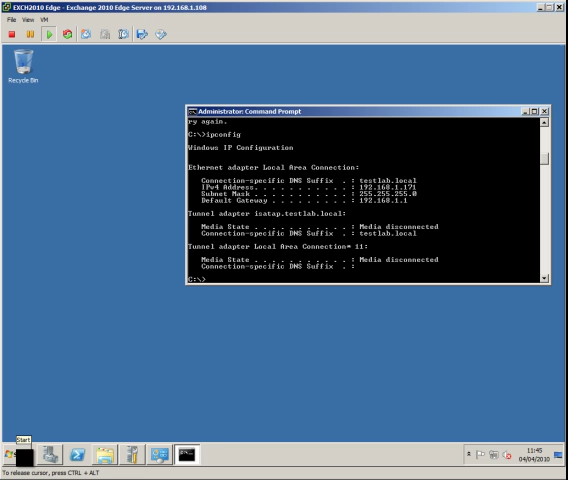 EXCH2010 Edge - Exchange 2010 Edge Server on 192.168.1.108
File View VM
Recycle Bin
Administrator: Command Prompt
ry again.
C:\>ipconfig
Windows IP Configuration
Ethernet adapter Local Area Connection:
Connection-specific DNS Suffix . : testlab.local
IPv4 Address. . . . . . . . . . . : 192.168.1.171
Subnet Mask . . . . . . . . . . . : 255.255.255.0
Default Gateway . . . . . . . . . : 192.168.1.1
Tunnel adapter isatap.testlab.local:
Media State . . . . . . . . . . . : Media disconnected
Connection-specific DNS Suffix . : testlab.local
Tunnel adapter Local Area Connection* 11:
Media State . . . . . . . . . . . : Media disconnected
Connection-specific DNS Suffix . :
C:\>
Start
11:45
04/04/2010
To release cursor, press CTRL + ALT